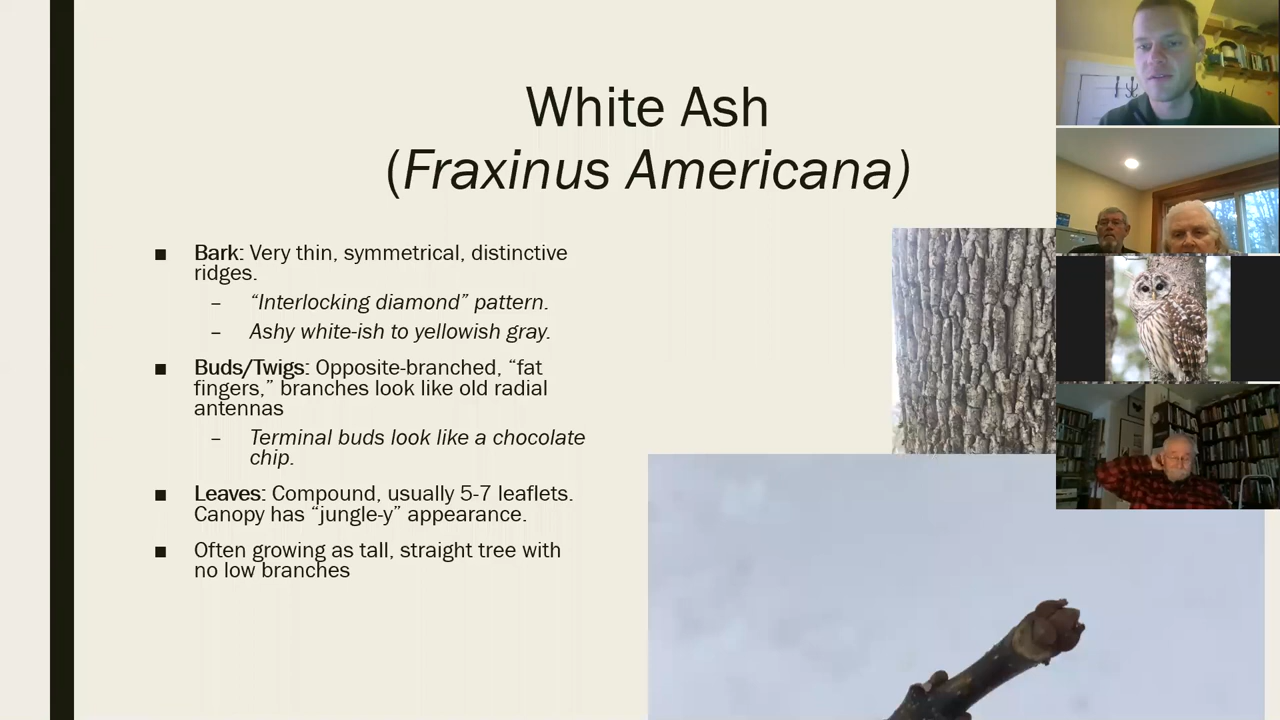 White Ash
(Fraxinus Americana)
■ Bark: Very thin, symmetrical, distinctive
ridges.
– “Interlocking diamond” pattern.
– Ashy white-ish to yellowish gray.
■ Buds/Twigs: Opposite-branched, “fat
fingers,” branches look like old radial
antennas
– Terminal buds look like a chocolate
chip.
■ Leaves: Compound, usually 5-7 leaflets.
Canopy has “jungle-y” appearance.
■ Often growing as tall, straight tree with
no low branches